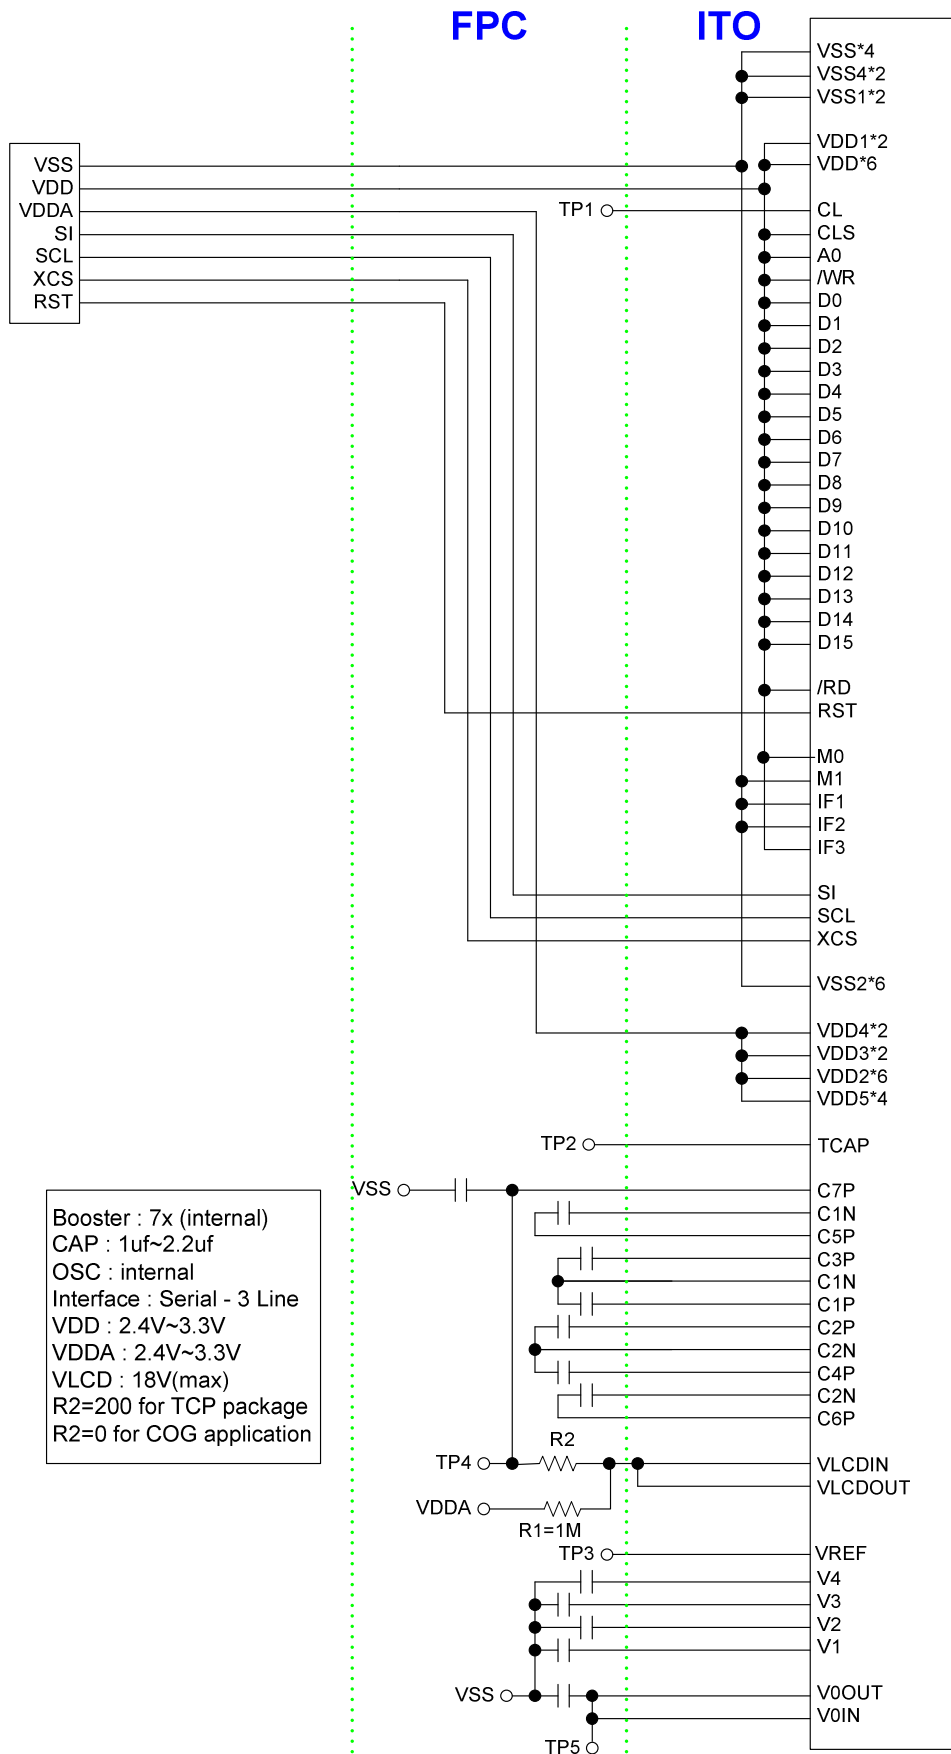 FPC
ITO
VSS*4
VSS4*2
VSS1*2
VDD1*2
VDD*6
VSS
VDD
VDDA
SI
SCL
XCS
RST
TP1
CL
CLS
A0
/WR
D0
D1
D2
D3
D4
D5
D6
D7
D8
D9
D10
D11
D12
D13
D14
D15
/RD
RST
M0
M1
IF1
IF2
IF3
SI
SCL
XCS
VSS2*6
VDD4*2
VDD3*2
VDD2*6
VDD5*4
TP2
TCAP
VSS
C7P
C1N
C5P
C3P
C1N
C1P
C2P
C2N
C4P
C2N
C6P
Booster : 7x (internal)
CAP : 1uf~2.2uf
OSC : internal
Interface : Serial - 3 Line
VDD : 2.4V~3.3V
VDDA : 2.4V~3.3V
VLCD : 18V(max)
R2=200 for TCP package
R2=0 for COG application
R2
TP4
VLCDIN
VLCDOUT
VDDA
R1=1M
TP3
VREF
V4
V3
V2
V1
VSS
V0OUT
V0IN
TP5